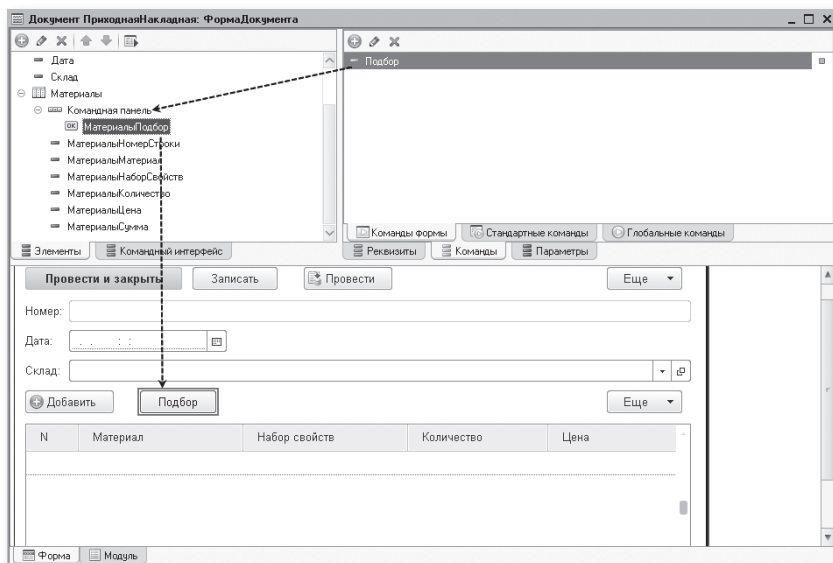 Документ ПриходнаяНакладная: ФормаДокумента
Дата
Склад
Материалы
Командная панель
МатериалыПодбор
МатериалыНомерСтроки
МатериалыМатериал
МатериалыНаборСвойств
МатериалыКоличество
МатериалыЦена
МатериалыСумма
Элементы
Командный интерфейс
Подбор
Команды формы
Стандартные команды
Глобальные команды
Реквизиты
Команды
Параметры
Провести и закрыть
Записать
Провести
Еще
Номер:
Дата:
. . : :
Склад:
Добавить
Подбор
Еще
N Материал Набор свойств Количество Цена
Форма
Модуль